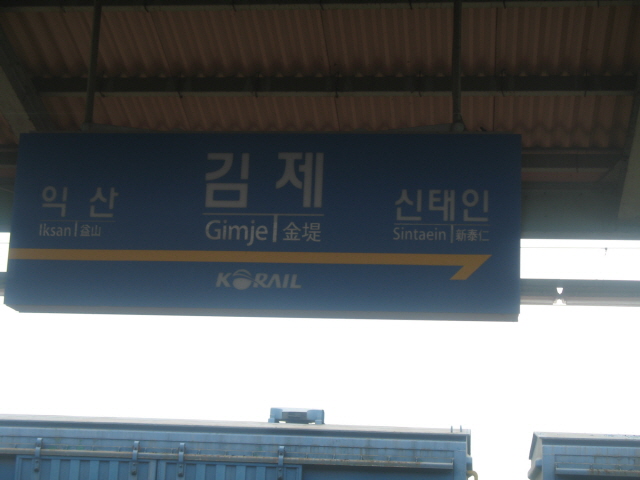 익산
Iksan 益山
김제
Gimje 金堤
신태인
Sintaein 新泰仁
KORAIL